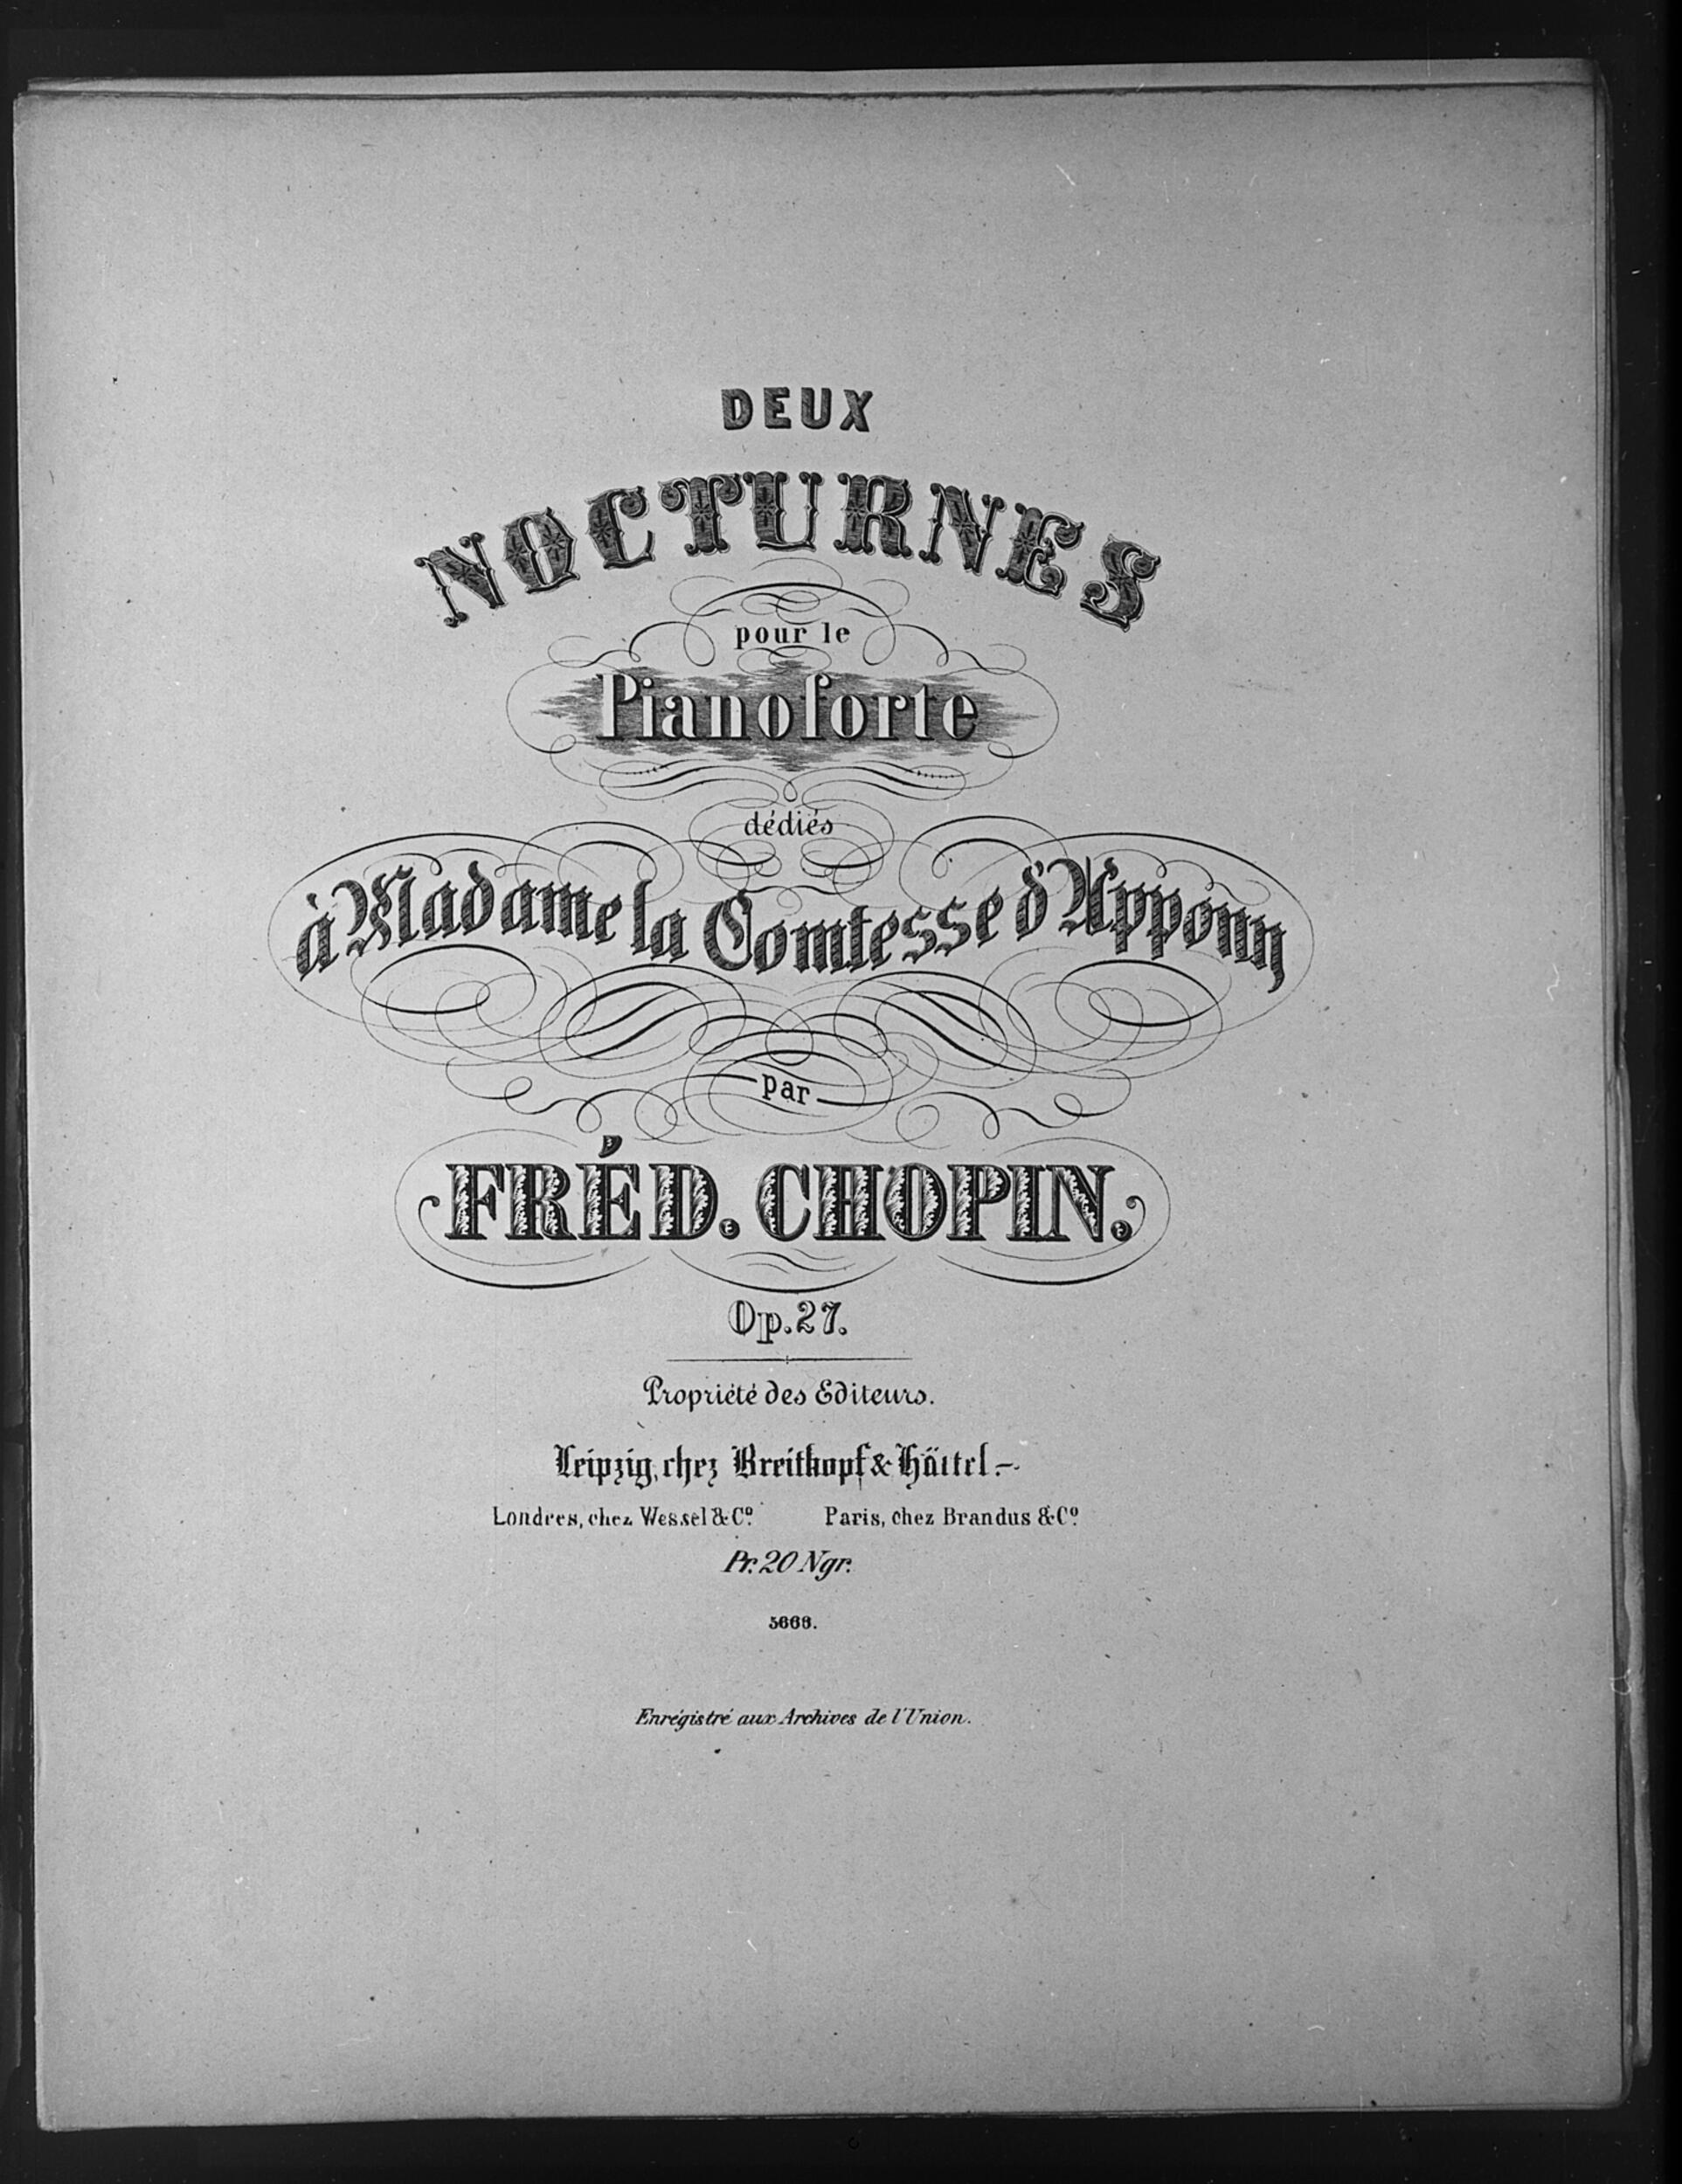 DEUX
NOCTURNES
pour le
Pianoforte
dédiés
à Madame la Comtesse d'Appony
par
FRÉD. CHOPIN.
Op. 27.
Propriété des Editeurs.
Leipzig, chez Breitkopf & Härtel.
Londres, chez Wessel & Cº. Paris, chez Brandus & Cº.
Pr. 20 Ngr.
5666.
Enrégistré aux Archives de l'Union.